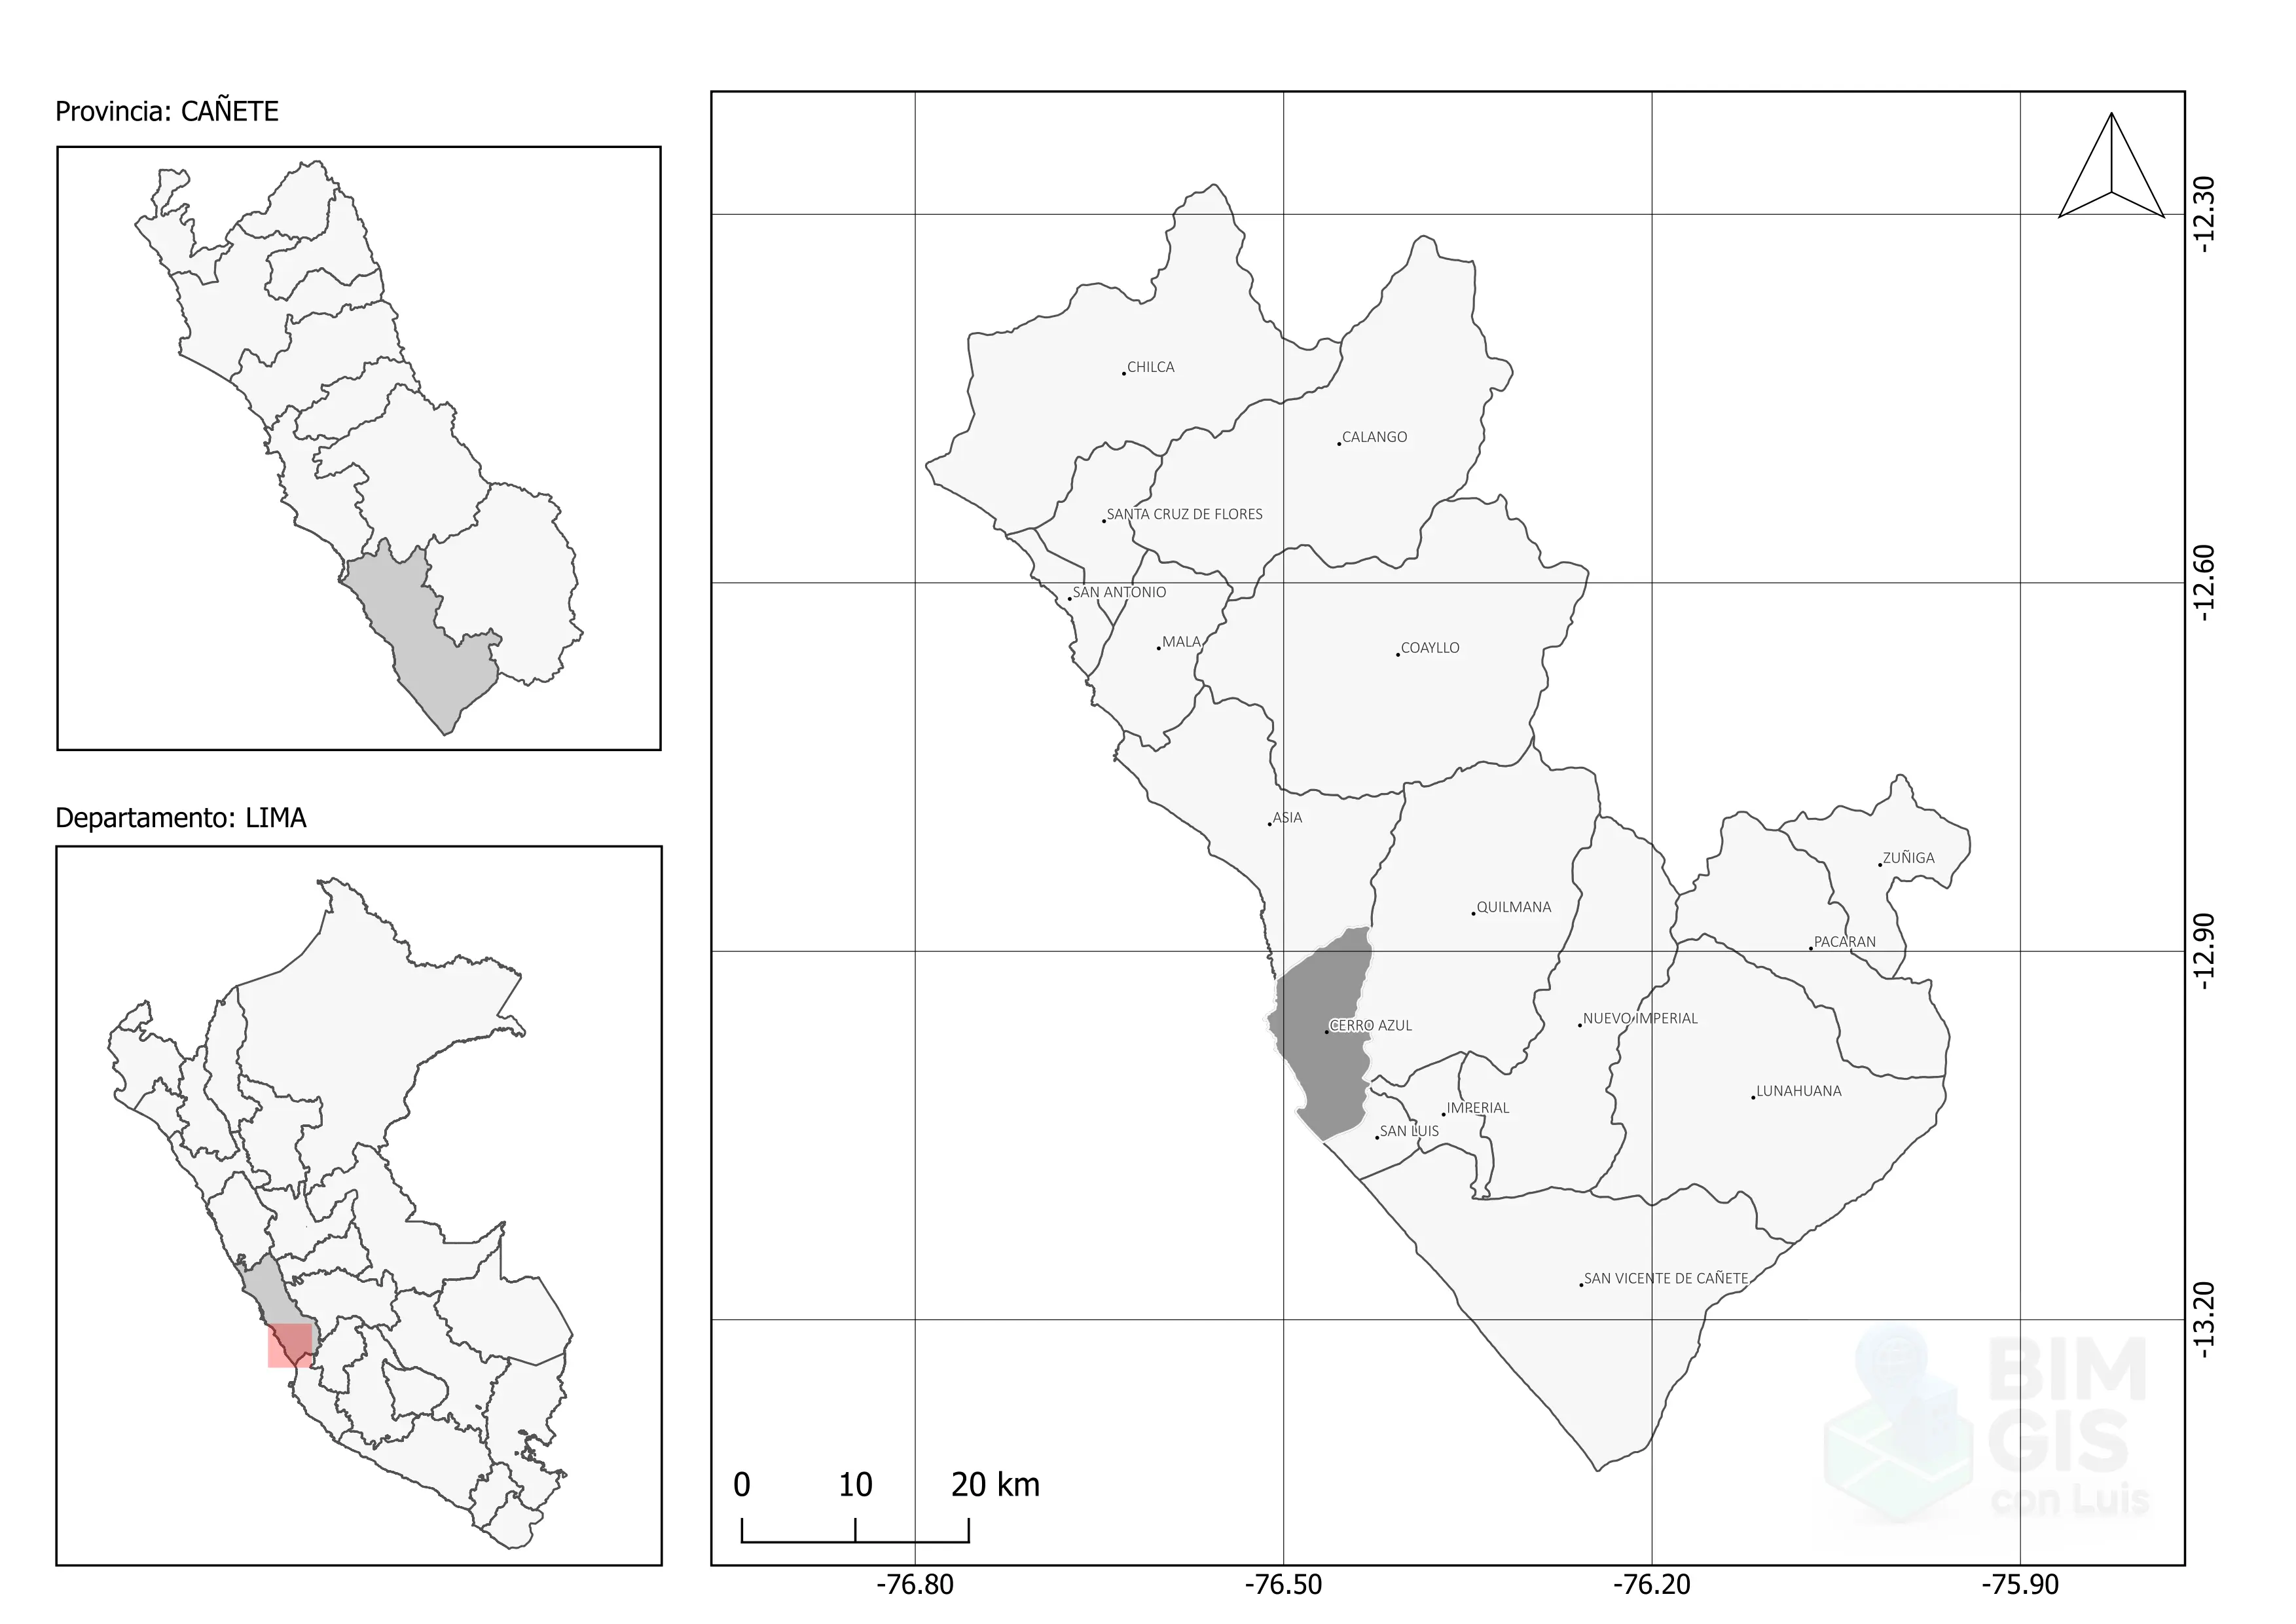 Provincia: CAÑETE
Departamento: LIMA
CHILCA
CALANGO
SANTA CRUZ DE FLORES
SAN ANTONIO
MALA
COAYLLO
ASIA
ZUÑIGA
QUILMANA
PACARAN
CERRO AZUL
NUEVO IMPERIAL
LUNAHUANA
IMPERIAL
SAN LUIS
SAN VICENTE DE CAÑETE
-12.30
-12.60
-12.90
-13.20
0 10 20 km
-76.80 -76.50 -76.20 -75.90
BIM
GIS
con Luis